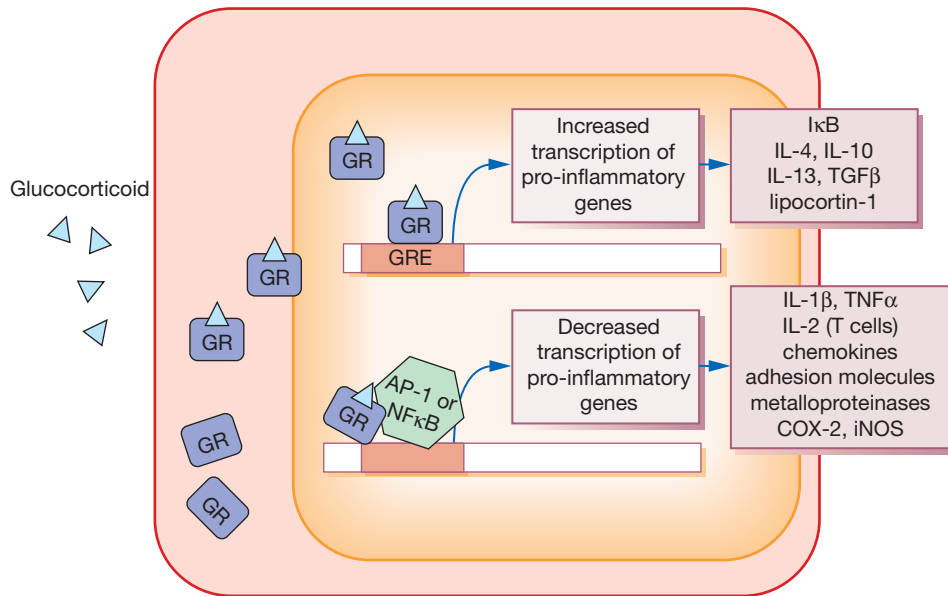 Glucocorticoid
GR
GR
GR
GR
GR
GR
GRE
Increased
transcription of
pro-inflammatory
genes
IκB
IL-4, IL-10
IL-13, TGFβ
lipocortin-1
GR
AP-1 or
NFκB
Decreased
transcription of
pro-inflammatory
genes
IL-1β, TNFα
IL-2 (T cells)
chemokines
adhesion molecules
metalloproteinases
COX-2, iNOS